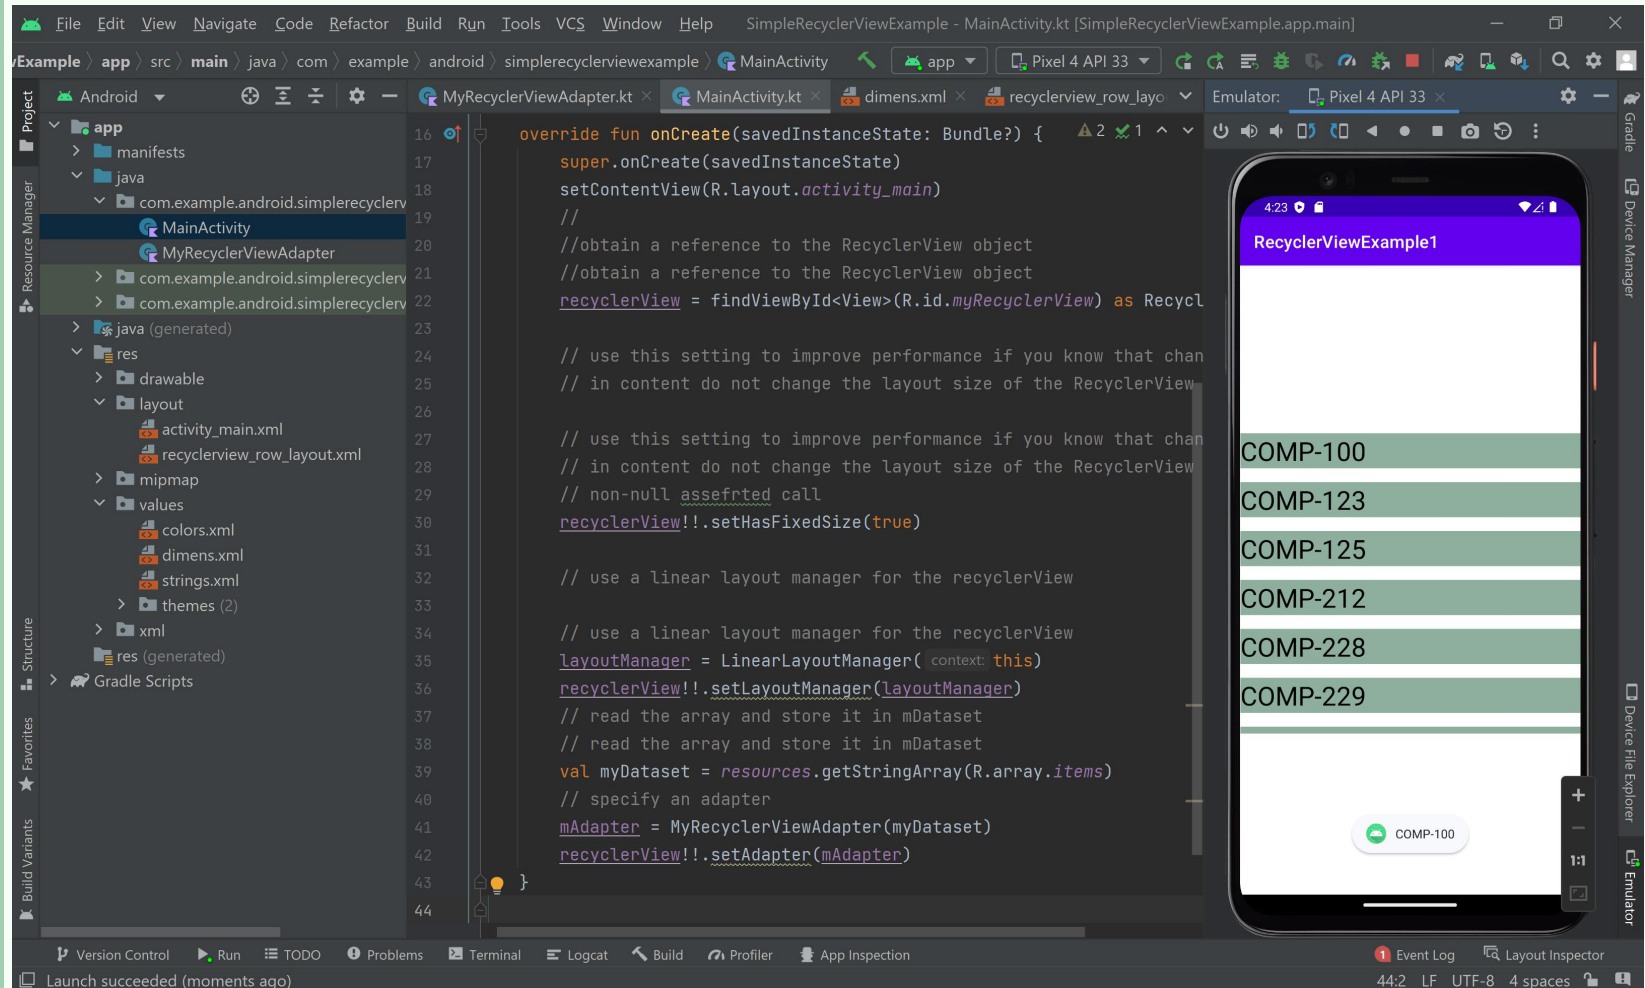 File Edit View Navigate Code Refactor Build Run Tools VCS Window Help SimpleRecyclerViewExample - MainActivity.kt [SimpleRecyclerViewExample.app.main]
Example app src main java com example android simplerecyclerviewexample MainActivity app Pixel 4 API 33
Project
Resource Manager
Structure
Favorites
Build Variants
Android
app
manifests
java
com.example.android.simplerecyclerv
MainActivity
MyRecyclerViewAdapter
com.example.android.simplerecyclerv
com.example.android.simplerecyclerv
java (generated)
res
drawable
layout
activity_main.xml
recyclerview_row_layout.xml
mipmap
values
colors.xml
dimens.xml
strings.xml
themes (2)
xml
res (generated)
Gradle Scripts
MyRecyclerViewAdapter.kt MainActivity.kt dimens.xml recyclerview_row_layo
2 1
16 override fun onCreate(savedInstanceState: Bundle?) {
17 super.onCreate(savedInstanceState)
18 setContentView(R.layout.activity_main)
19 //
20 //obtain a reference to the RecyclerView object
21 //obtain a reference to the RecyclerView object
22 recyclerView = findViewById<View>(R.id.myRecyclerView) as Recycl
23
24 // use this setting to improve performance if you know that chan
25 // in content do not change the layout size of the RecyclerView
26
27 // use this setting to improve performance if you know that chan
28 // in content do not change the layout size of the RecyclerView
29 // non-null assefrted call
30 recyclerView!!.setHasFixedSize(true)
31
32 // use a linear layout manager for the recyclerView
33
34 // use a linear layout manager for the recyclerView
35 layoutManager = LinearLayoutManager( context: this)
36 recyclerView!!.setLayoutManager(layoutManager)
37 // read the array and store it in mDataset
38 // read the array and store it in mDataset
39 val myDataset = resources.getStringArray(R.array.items)
40 // specify an adapter
41 mAdapter = MyRecyclerViewAdapter(myDataset)
42 recyclerView!!.setAdapter(mAdapter)
43 }
44
Emulator: Pixel 4 API 33
4:23
RecyclerViewExample1
COMP-100
COMP-123
COMP-125
COMP-212
COMP-228
COMP-229
COMP-100
1:1
Gradle
Device Manager
Device File Explorer
Emulator
Version Control Run TODO Problems Terminal Logcat Build Profiler App Inspection 1 Event Log Layout Inspector
Launch succeeded (moments ago) 44:2 LF UTF-8 4 spaces